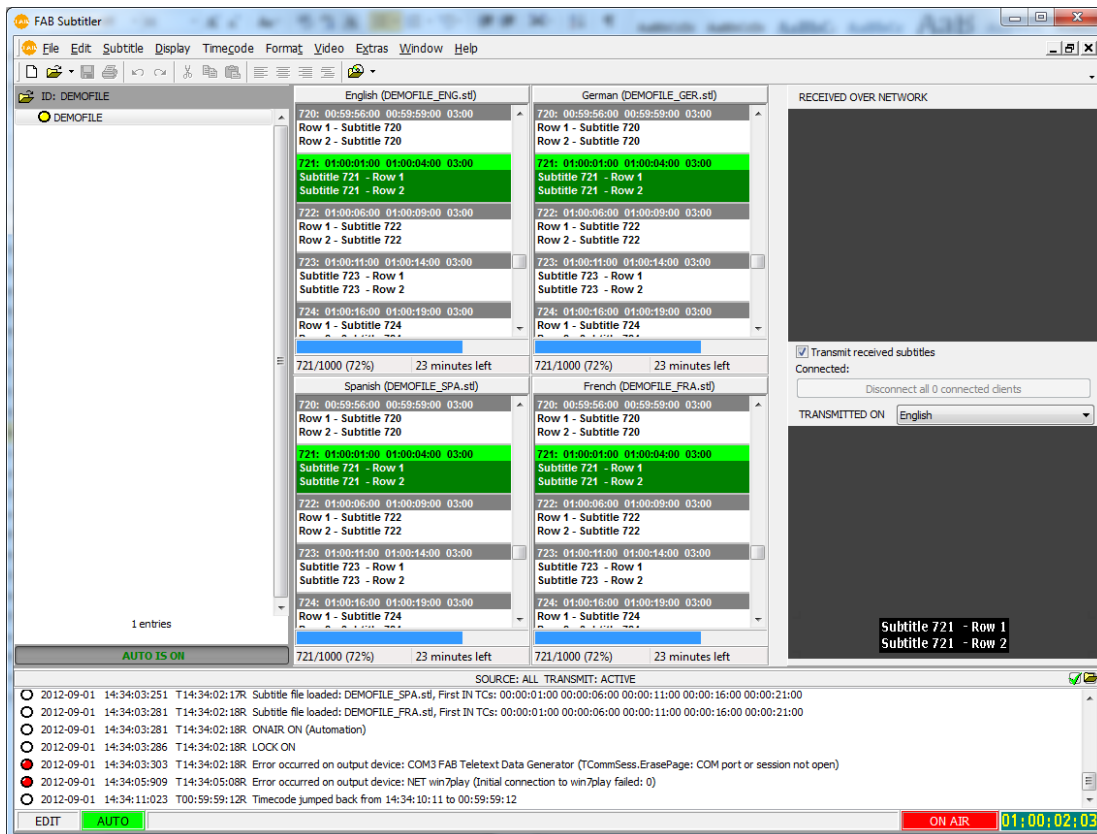 FAB Subtitler
File Edit Subtitle Display Timecode Format Video Extras Window Help
ID: DEMOFILE
DEMOFILE
1 entries
AUTO IS ON
English (DEMOFILE_ENG.stl)
720: 00:59:56:00 00:59:59:00 03:00
Row 1 - Subtitle 720
Row 2 - Subtitle 720
721: 01:00:01:00 01:00:04:00 03:00
Subtitle 721 - Row 1
Subtitle 721 - Row 2
722: 01:00:06:00 01:00:09:00 03:00
Row 1 - Subtitle 722
Row 2 - Subtitle 722
723: 01:00:11:00 01:00:14:00 03:00
Subtitle 723 - Row 1
Subtitle 723 - Row 2
724: 01:00:16:00 01:00:19:00 03:00
Row 1 - Subtitle 724
721/1000 (72%) 23 minutes left
German (DEMOFILE_GER.stl)
720: 00:59:56:00 00:59:59:00 03:00
Row 1 - Subtitle 720
Row 2 - Subtitle 720
721: 01:00:01:00 01:00:04:00 03:00
Subtitle 721 - Row 1
Subtitle 721 - Row 2
722: 01:00:06:00 01:00:09:00 03:00
Row 1 - Subtitle 722
Row 2 - Subtitle 722
723: 01:00:11:00 01:00:14:00 03:00
Subtitle 723 - Row 1
Subtitle 723 - Row 2
724: 01:00:16:00 01:00:19:00 03:00
Row 1 - Subtitle 724
721/1000 (72%) 23 minutes left
Spanish (DEMOFILE_SPA.stl)
720: 00:59:56:00 00:59:59:00 03:00
Row 1 - Subtitle 720
Row 2 - Subtitle 720
721: 01:00:01:00 01:00:04:00 03:00
Subtitle 721 - Row 1
Subtitle 721 - Row 2
722: 01:00:06:00 01:00:09:00 03:00
Row 1 - Subtitle 722
Row 2 - Subtitle 722
723: 01:00:11:00 01:00:14:00 03:00
Subtitle 723 - Row 1
Subtitle 723 - Row 2
724: 01:00:16:00 01:00:19:00 03:00
Row 1 - Subtitle 724
721/1000 (72%) 23 minutes left
French (DEMOFILE_FRA.stl)
720: 00:59:56:00 00:59:59:00 03:00
Row 1 - Subtitle 720
Row 2 - Subtitle 720
721: 01:00:01:00 01:00:04:00 03:00
Subtitle 721 - Row 1
Subtitle 721 - Row 2
722: 01:00:06:00 01:00:09:00 03:00
Row 1 - Subtitle 722
Row 2 - Subtitle 722
723: 01:00:11:00 01:00:14:00 03:00
Subtitle 723 - Row 1
Subtitle 723 - Row 2
724: 01:00:16:00 01:00:19:00 03:00
Row 1 - Subtitle 724
721/1000 (72%) 23 minutes left
RECEIVED OVER NETWORK
Transmit received subtitles
Connected:
Disconnect all 0 connected clients
TRANSMITTED ON English
Subtitle 721 - Row 1
Subtitle 721 - Row 2
SOURCE: ALL TRANSMIT: ACTIVE
2012-09-01 14:34:03:251 T14:34:02:17R Subtitle file loaded: DEMOFILE_SPA.stl, First IN TCs: 00:00:01:00 00:00:06:00 00:00:11:00 00:00:16:00 00:00:21:00
2012-09-01 14:34:03:281 T14:34:02:18R Subtitle file loaded: DEMOFILE_FRA.stl, First IN TCs: 00:00:01:00 00:00:06:00 00:00:11:00 00:00:16:00 00:00:21:00
2012-09-01 14:34:03:281 T14:34:02:18R ONAIR ON (Automation)
2012-09-01 14:34:03:286 T14:34:02:18R LOCK ON
2012-09-01 14:34:03:303 T14:34:02:18R Error occurred on output device: COM3 FAB Teletext Data Generator (TCommSess.ErasePage: COM port or session not open)
2012-09-01 14:34:05:909 T14:34:05:08R Error occurred on output device: NET win7play (Initial connection to win7play failed: 0)
2012-09-01 14:34:11:023 T00:59:59:12R Timecode jumped back from 14:34:10:11 to 00:59:59:12
EDIT AUTO ON AIR 01:00:02:03